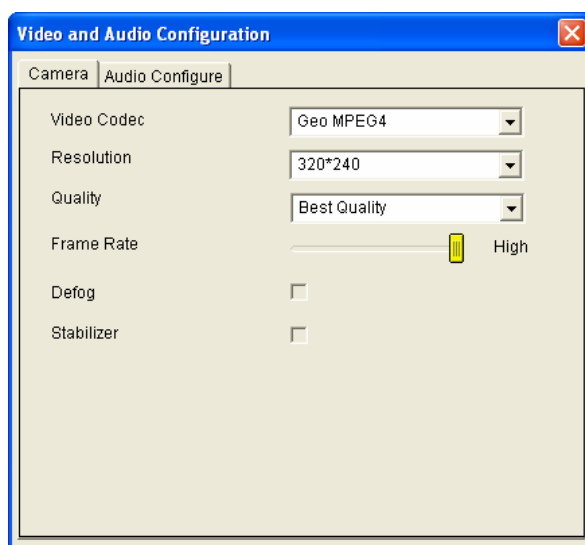 Video and Audio Configuration
Camera Audio Configure
Video Codec Geo MPEG4
Resolution 320*240
Quality Best Quality
Frame Rate High
Defog
Stabilizer